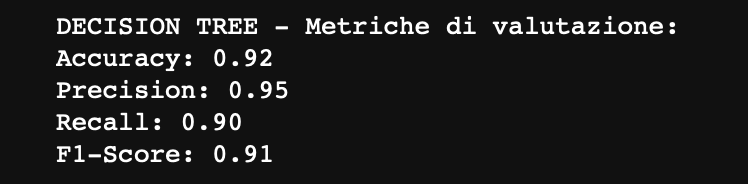 DECISION TREE - Metriche di valutazione:
Accuracy: 0.92
Precision: 0.95
Recall: 0.90
F1-Score: 0.91